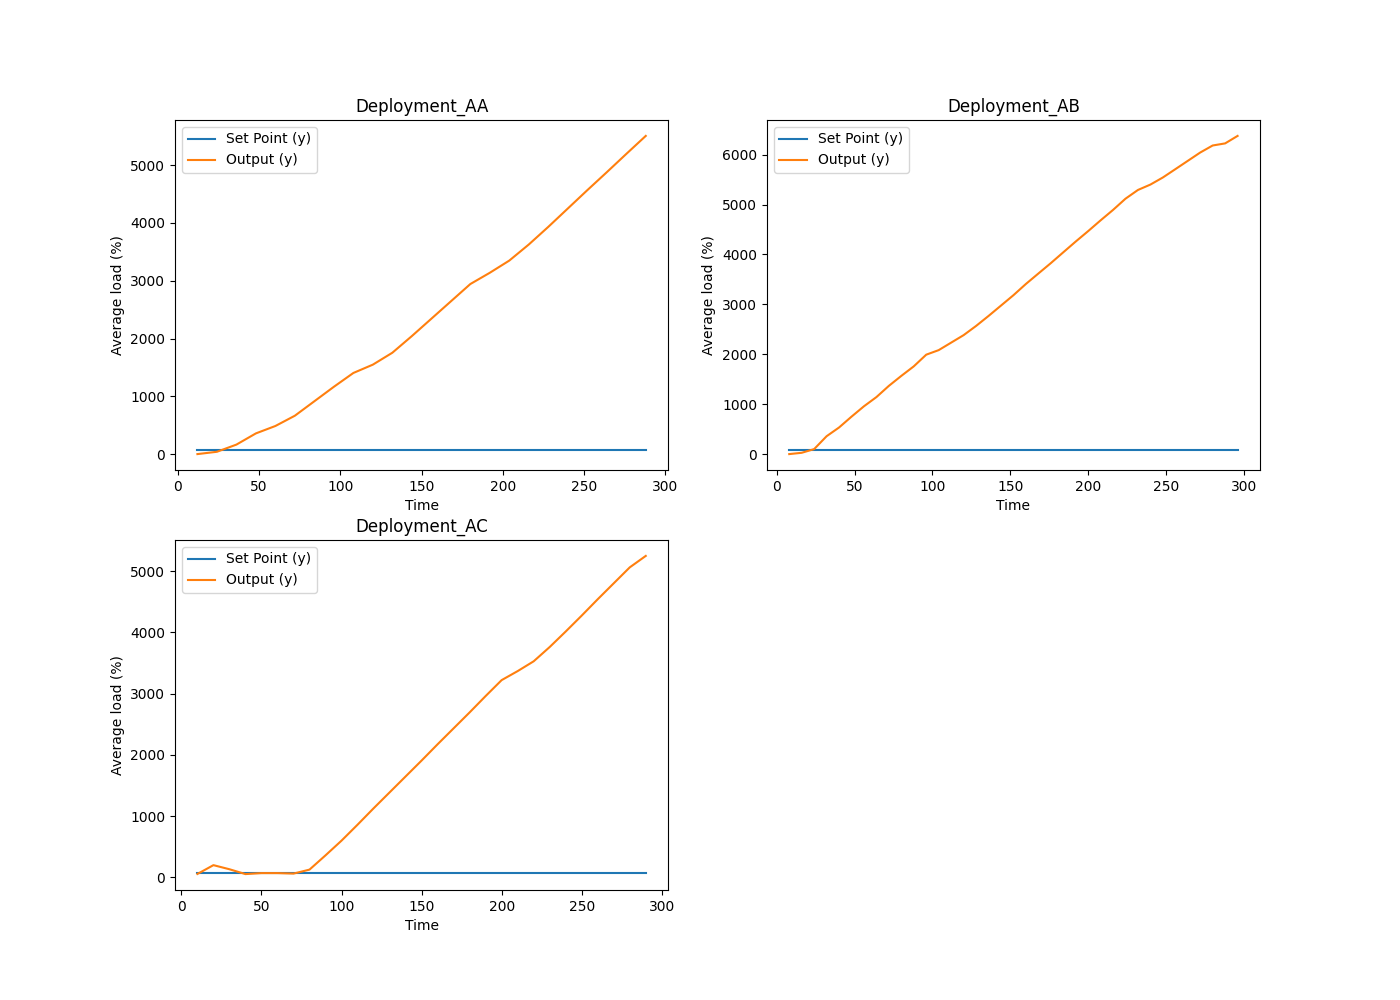 Deployment_AA
Set Point (y)
Output (y)
Average load (%)
5000
4000
3000
2000
1000
0
0 50 100 150 200 250 300
Time
Deployment_AB
Set Point (y)
Output (y)
Average load (%)
6000
5000
4000
3000
2000
1000
0
0 50 100 150 200 250 300
Time
Deployment_AC
Set Point (y)
Output (y)
Average load (%)
5000
4000
3000
2000
1000
0
0 50 100 150 200 250 300
Time